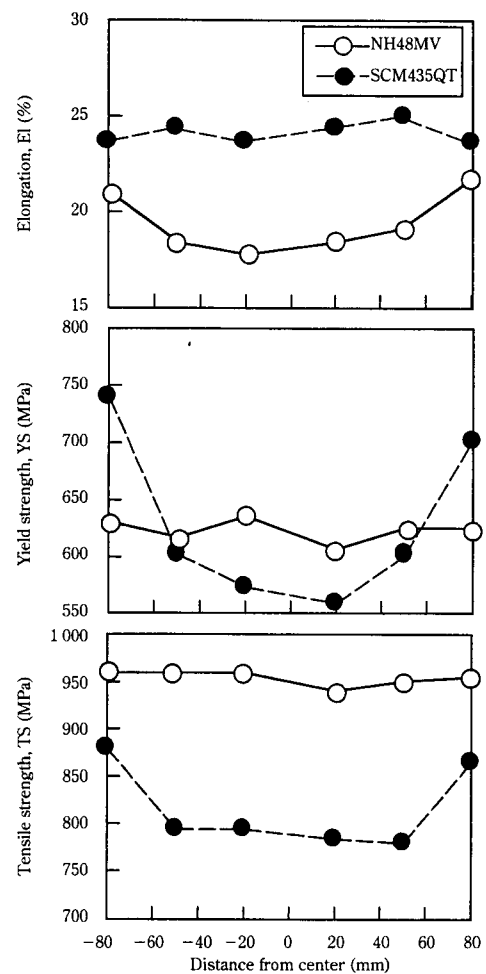 NH48MV
SCM435QT
Elongation, El (%)
30
25
20
15
Yield strength, YS (MPa)
800
750
700
650
600
550
Tensile strength, TS (MPa)
1 000
950
900
850
800
750
700
−80 −60 −40 −20 0 20 40 60 80
Distance from center (mm)